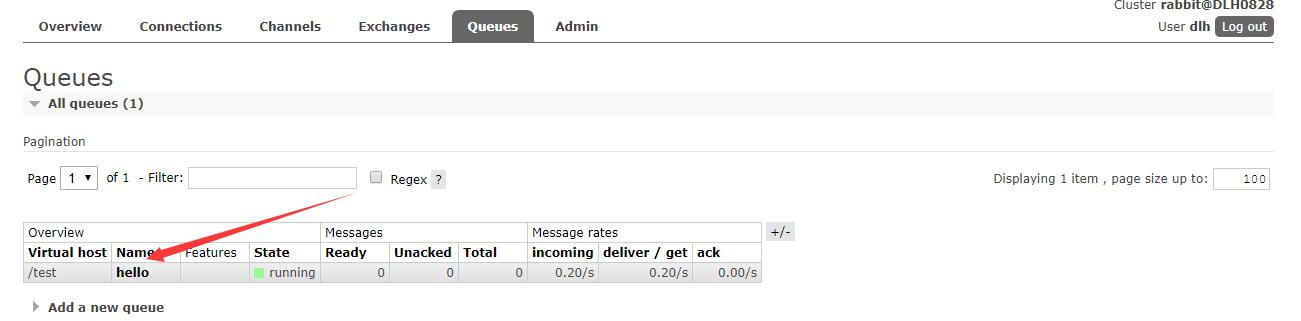 Cluster rabbit@DLH0828
Overview Connections Channels Exchanges Queues Admin User dlh Log out
Queues
All queues (1)
Pagination
Page 1 of 1 - Filter: Regex ? Displaying 1 item , page size up to: 100
Overview Messages Message rates +/-
Virtual host Name Features State Ready Unacked Total incoming deliver / get ack
/test hello running 0 0 0 0.20/s 0.20/s 0.00/s
Add a new queue